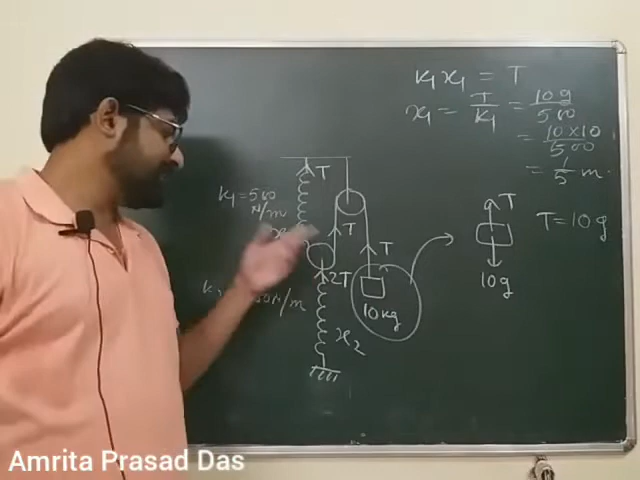 K₁x₁ = T
x₁ = T/K₁ = 10g/500
= 10×10/500
= 1/5 m.
T
K₁=500 N/m
T
T
2T
10kg
x₂
T
10g
T=10g
Amrita Prasad Das